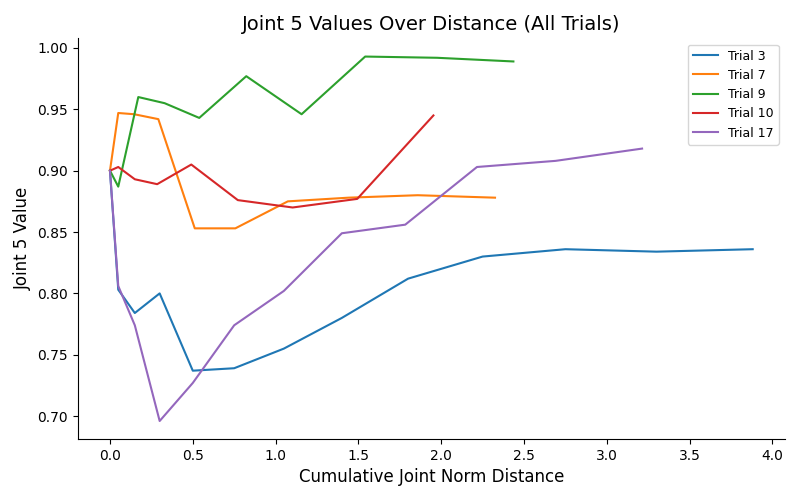 Joint 5 Values Over Distance (All Trials)
Joint 5 Value
1.00
0.95
0.90
0.85
0.80
0.75
0.70
0.0 0.5 1.0 1.5 2.0 2.5 3.0 3.5 4.0
Cumulative Joint Norm Distance
Trial 3
Trial 7
Trial 9
Trial 10
Trial 17